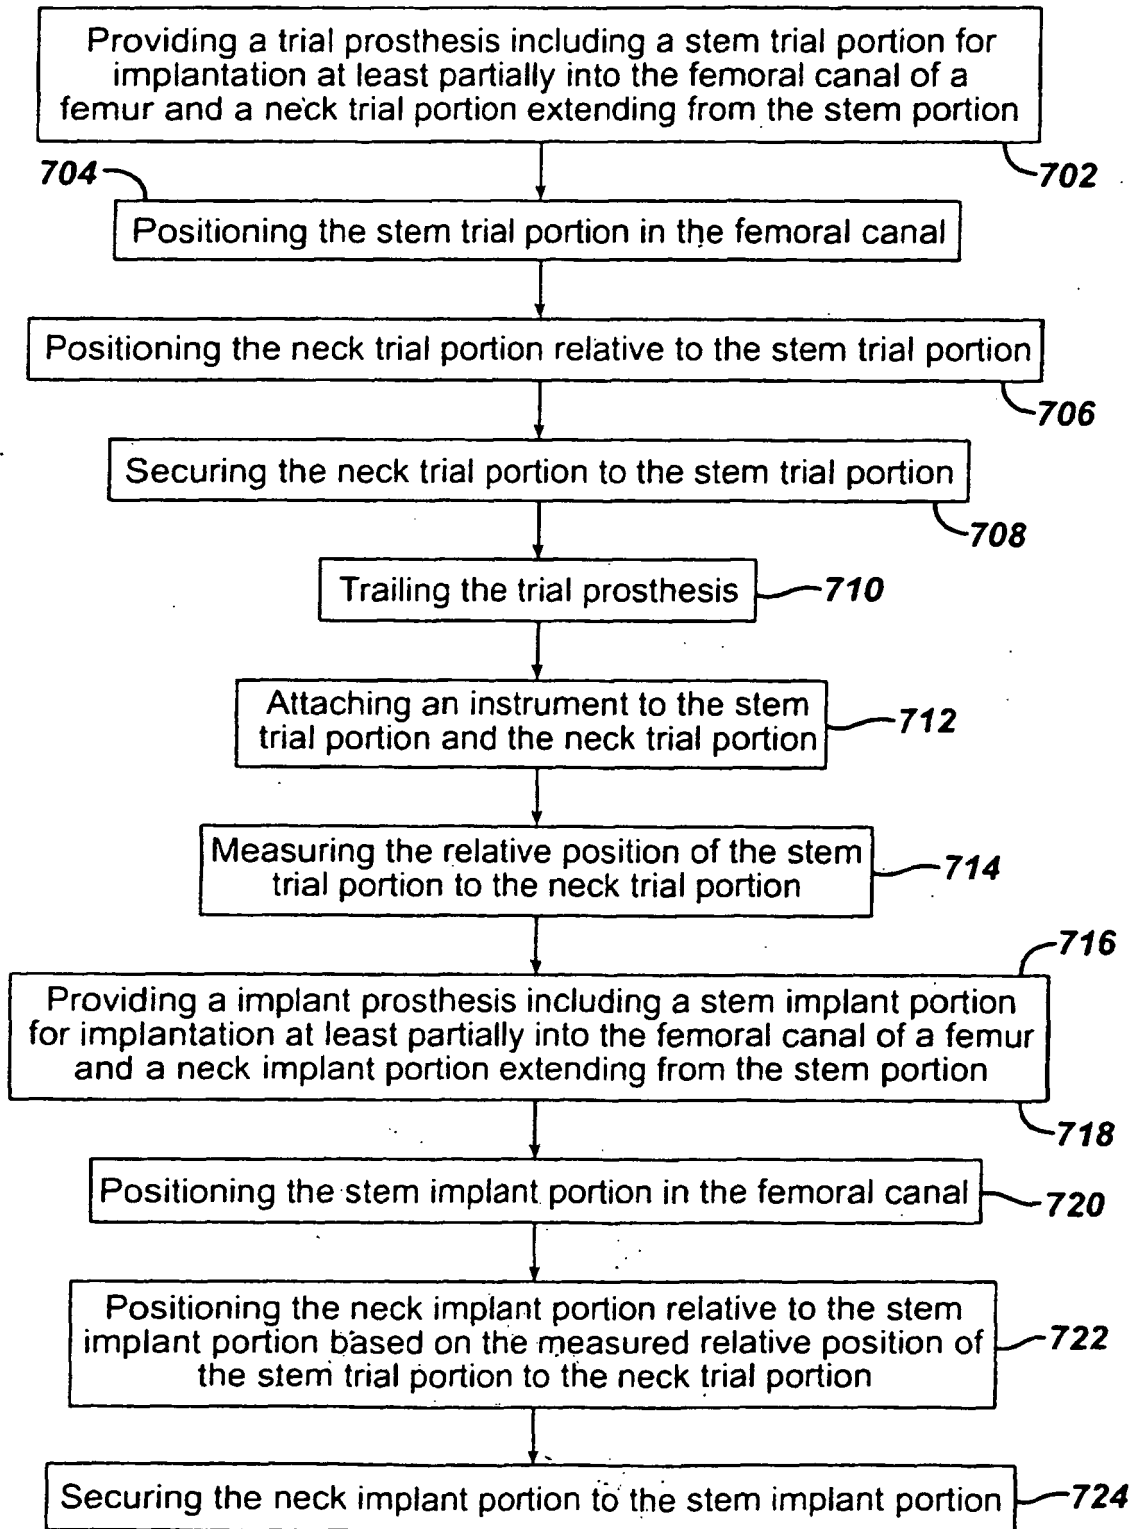 Providing a trial prosthesis including a stem trial portion for
implantation at least partially into the femoral canal of a
femur and a neck trial portion extending from the stem portion
702
704
Positioning the stem trial portion in the femoral canal
Positioning the neck trial portion relative to the stem trial portion
706
Securing the neck trial portion to the stem trial portion
708
Trailing the trial prosthesis
710
Attaching an instrument to the stem
trial portion and the neck trial portion
712
Measuring the relative position of the stem
trial portion to the neck trial portion
714
716
Providing a implant prosthesis including a stem implant portion
for implantation at least partially into the femoral canal of a femur
and a neck implant portion extending from the stem portion
718
Positioning the stem implant portion in the femoral canal
720
Positioning the neck implant portion relative to the stem
implant portion based on the measured relative position of
the stem trial portion to the neck trial portion
722
Securing the neck implant portion to the stem implant portion
724